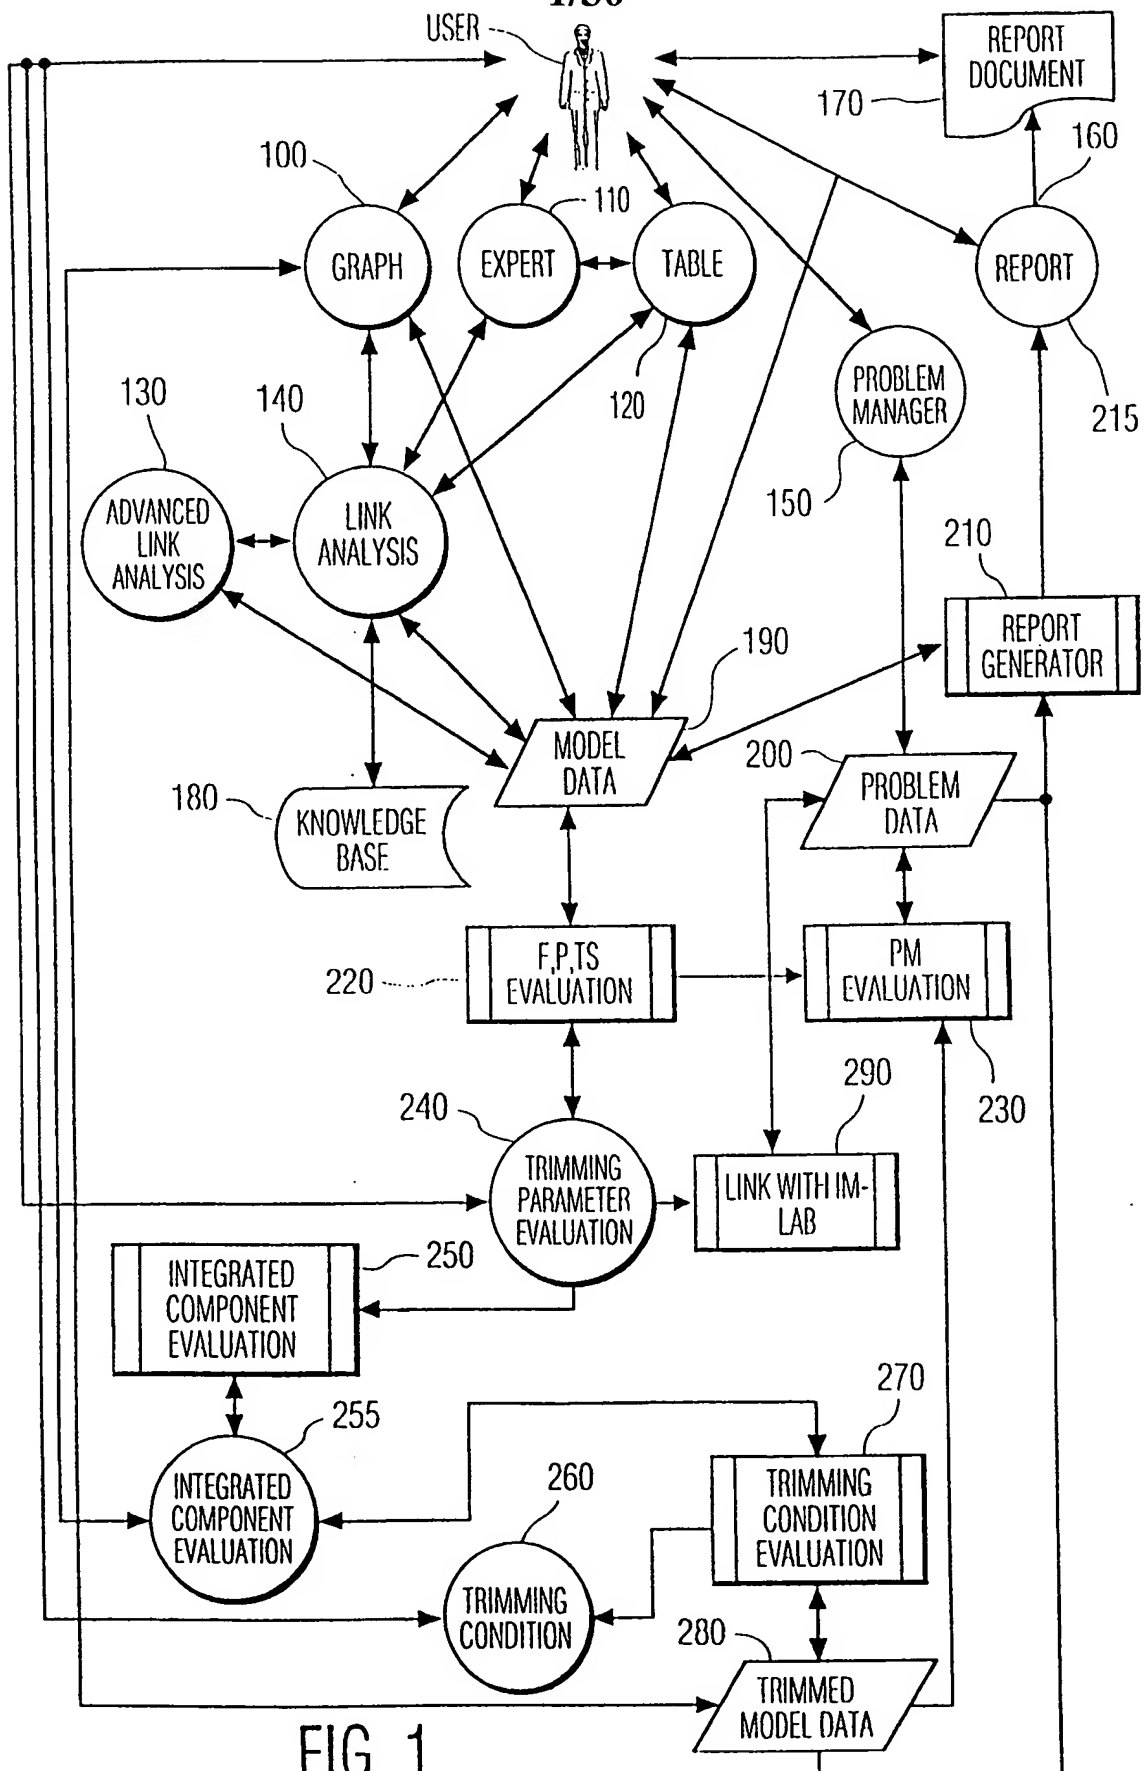 USER
REPORT
DOCUMENT
170
160
100
110
GRAPH
EXPERT
TABLE
REPORT
120
PROBLEM
MANAGER
215
130
140
150
ADVANCED
LINK
ANALYSIS
LINK
ANALYSIS
210
REPORT
GENERATOR
190
MODEL
DATA
200
PROBLEM
DATA
180
KNOWLEDGE
BASE
220
F,P,TS
EVALUATION
PM
EVALUATION
230
240
290
TRIMMING
PARAMETER
EVALUATION
LINK WITH IM-
LAB
250
INTEGRATED
COMPONENT
EVALUATION
255
270
INTEGRATED
COMPONENT
EVALUATION
260
TRIMMING
CONDITION
EVALUATION
TRIMMING
CONDITION
280
TRIMMED
MODEL DATA
FIG. 1